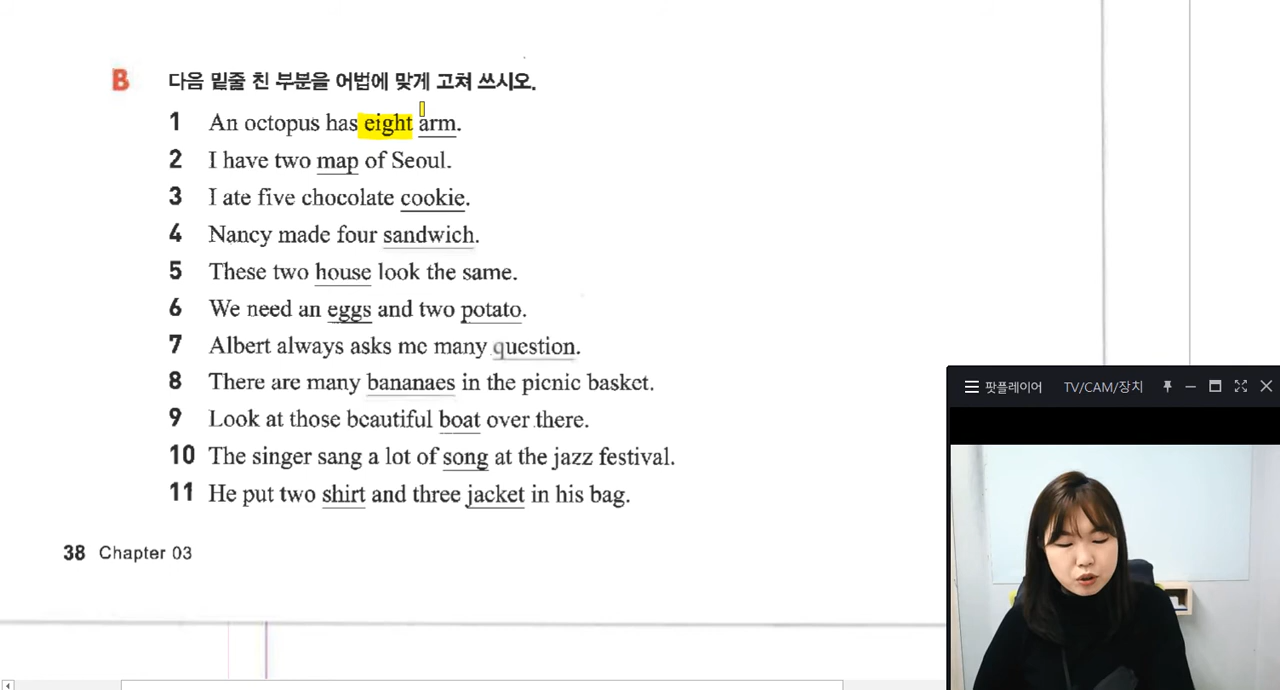 B 다음 밑줄 친 부분을 어법에 맞게 고쳐 쓰시오.
1 An octopus has eight arm.
2 I have two map of Seoul.
3 I ate five chocolate cookie.
4 Nancy made four sandwich.
5 These two house look the same.
6 We need an eggs and two potato.
7 Albert always asks me many question.
8 There are many bananaes in the picnic basket.
9 Look at those beautiful boat over there.
10 The singer sang a lot of song at the jazz festival.
11 He put two shirt and three jacket in his bag.
38 Chapter 03
팟플레이어 TV/CAM/장치